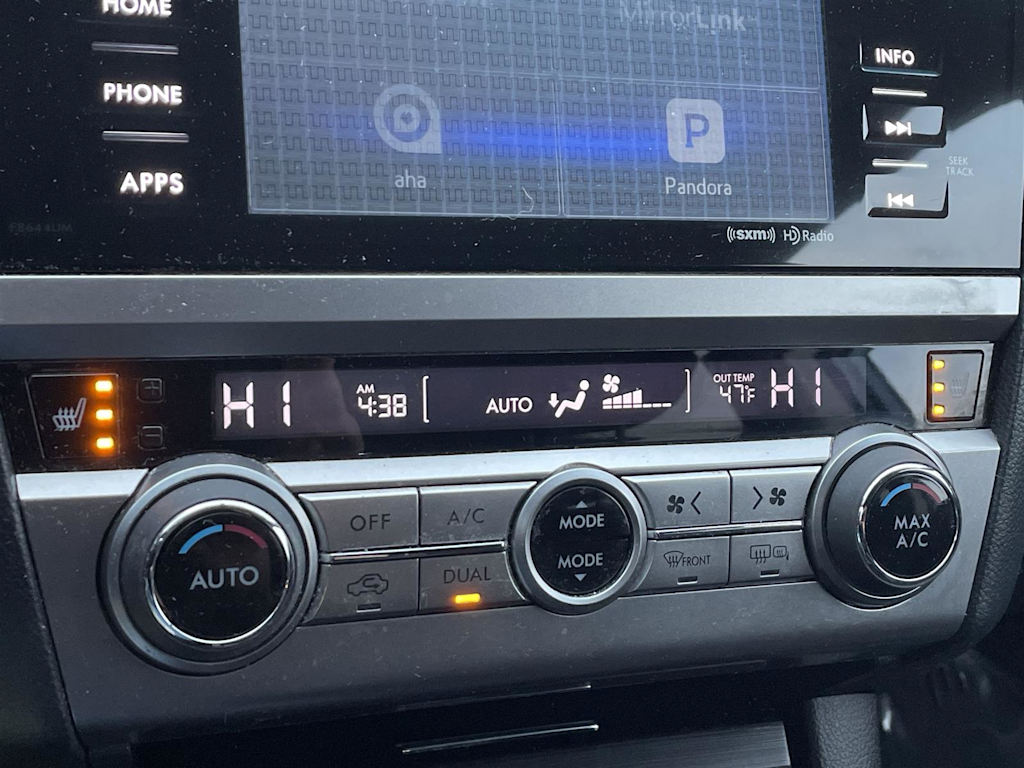 HOME
PHONE
APPS
MirrorLink
aha
P
Pandora
INFO
SEEK
TRACK
((sxm)) HD Radio
F8644UM
HI
AM
4:38
AUTO
OUT TEMP
47°F
HI
OFF
A/C
MODE
MODE
AUTO
DUAL
FRONT
MAX
A/C